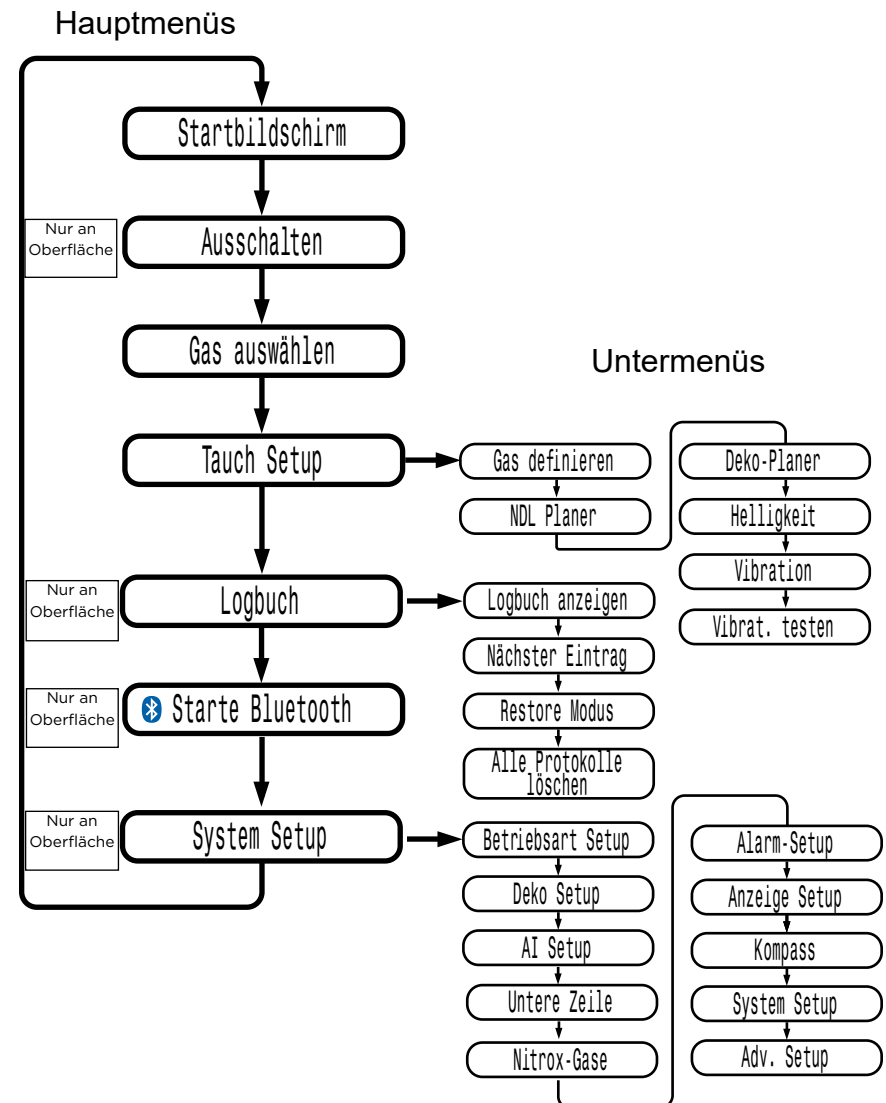 Hauptmenüs
Startbildschirm
Nur an
Oberfläche
Ausschalten
Gas auswählen
Tauch Setup
Nur an
Oberfläche
Logbuch
Nur an
Oberfläche
Starte Bluetooth
Nur an
Oberfläche
System Setup
Untermenüs
Gas definieren
NDL Planer
Deko-Planer
Helligkeit
Vibration
Vibrat. testen
Logbuch anzeigen
Nächster Eintrag
Restore Modus
Alle Protokolle
löschen
Betriebsart Setup
Deko Setup
AI Setup
Untere Zeile
Nitrox-Gase
Alarm-Setup
Anzeige Setup
Kompass
System Setup
Adv. Setup